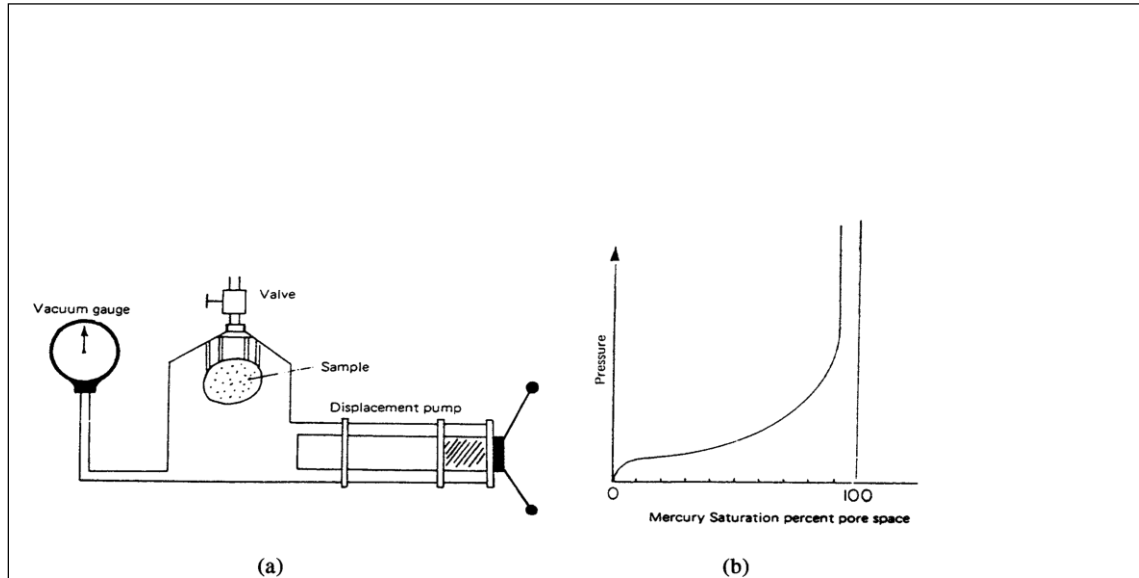 Vacuum gauge
Valve
Sample
Displacement pump
(a)
Pressure
0
100
Mercury Saturation percent pore space
(b)